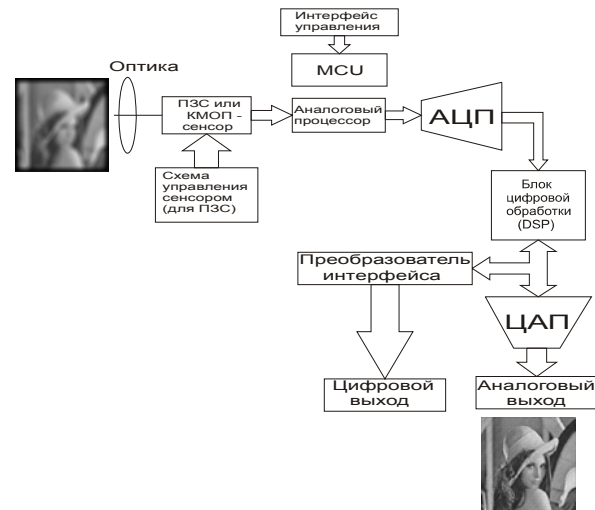 Интерфейс
управления
MCU
Оптика
ПЗС или
КМОП -
сенсор
Аналоговый
процессор
АЦП
Схема
управления
сенсором
(для ПЗС)
Блок
цифровой
обработки
(DSP)
Преобразователь
интерфейса
ЦАП
Цифровой
выход
Аналоговый
выход